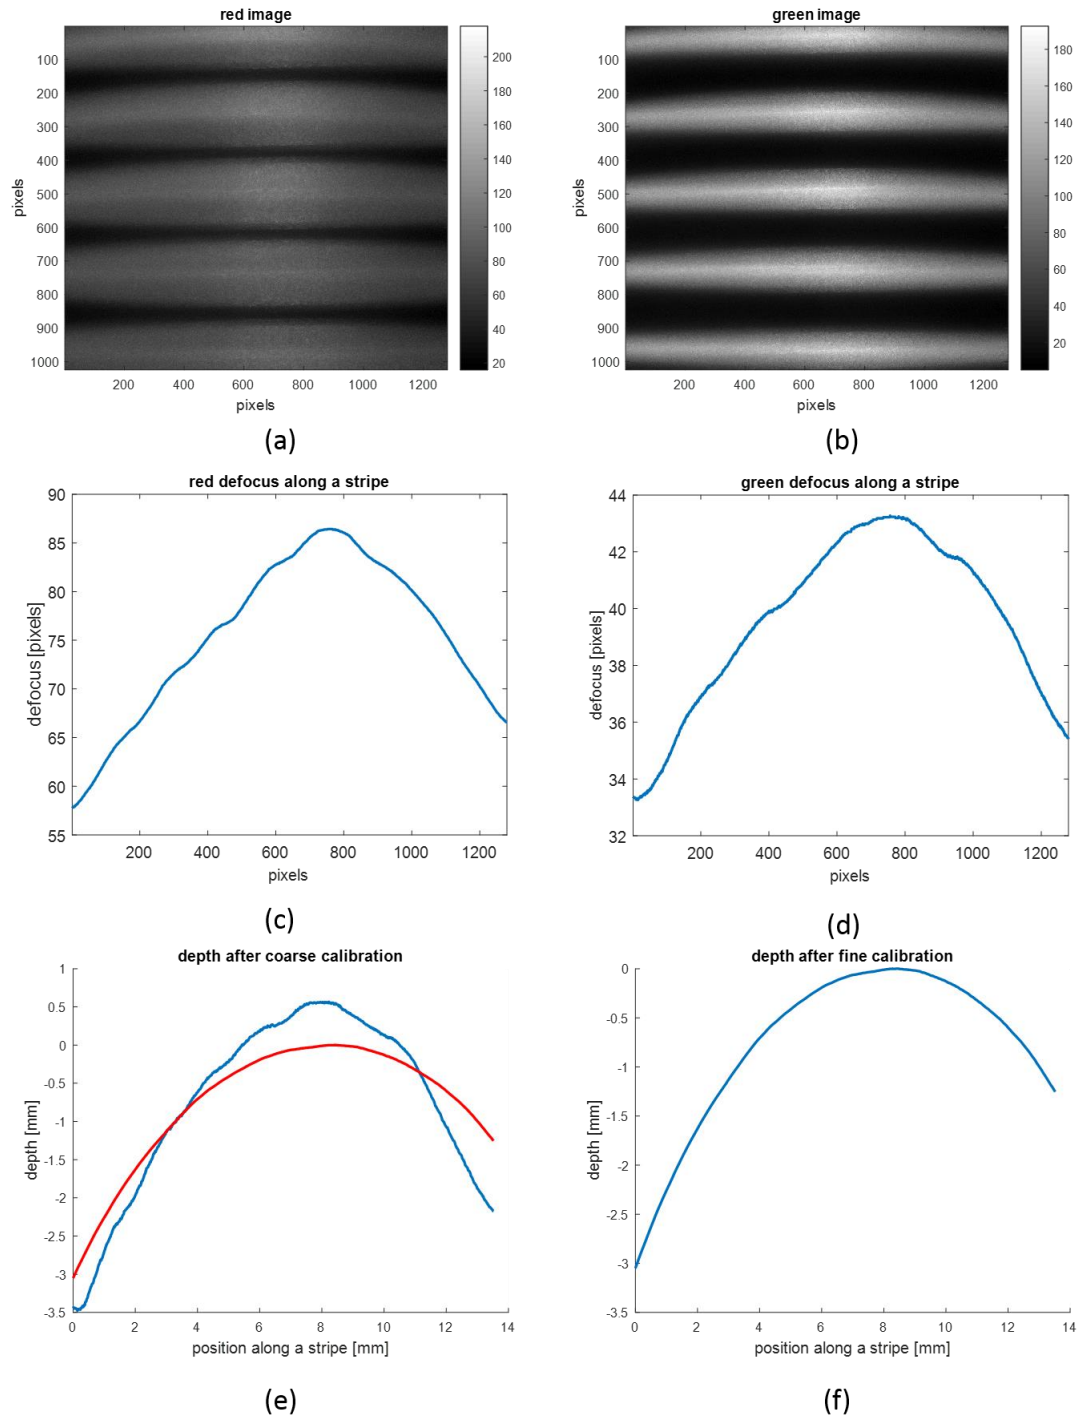 red image
100
200
300
400
500
600
700
800
900
1000
pixels
200 400 600 800 1000 1200
pixels
200
180
160
140
120
100
80
60
40
20
(a)
green image
100
200
300
400
500
600
700
800
900
1000
pixels
200 400 600 800 1000 1200
pixels
180
160
140
120
100
80
60
40
20
(b)
red defocus along a stripe
90
85
80
75
70
65
60
55
defocus [pixels]
200 400 600 800 1000 1200
pixels
(c)
green defocus along a stripe
44
42
40
38
36
34
32
defocus [pixels]
200 400 600 800 1000 1200
pixels
(d)
depth after coarse calibration
1
0.5
0
-0.5
-1
-1.5
-2
-2.5
-3
-3.5
depth [mm]
0 2 4 6 8 10 12 14
position along a stripe [mm]
(e)
depth after fine calibration
0
-0.5
-1
-1.5
-2
-2.5
-3
-3.5
depth [mm]
0 2 4 6 8 10 12 14
position along a stripe [mm]
(f)